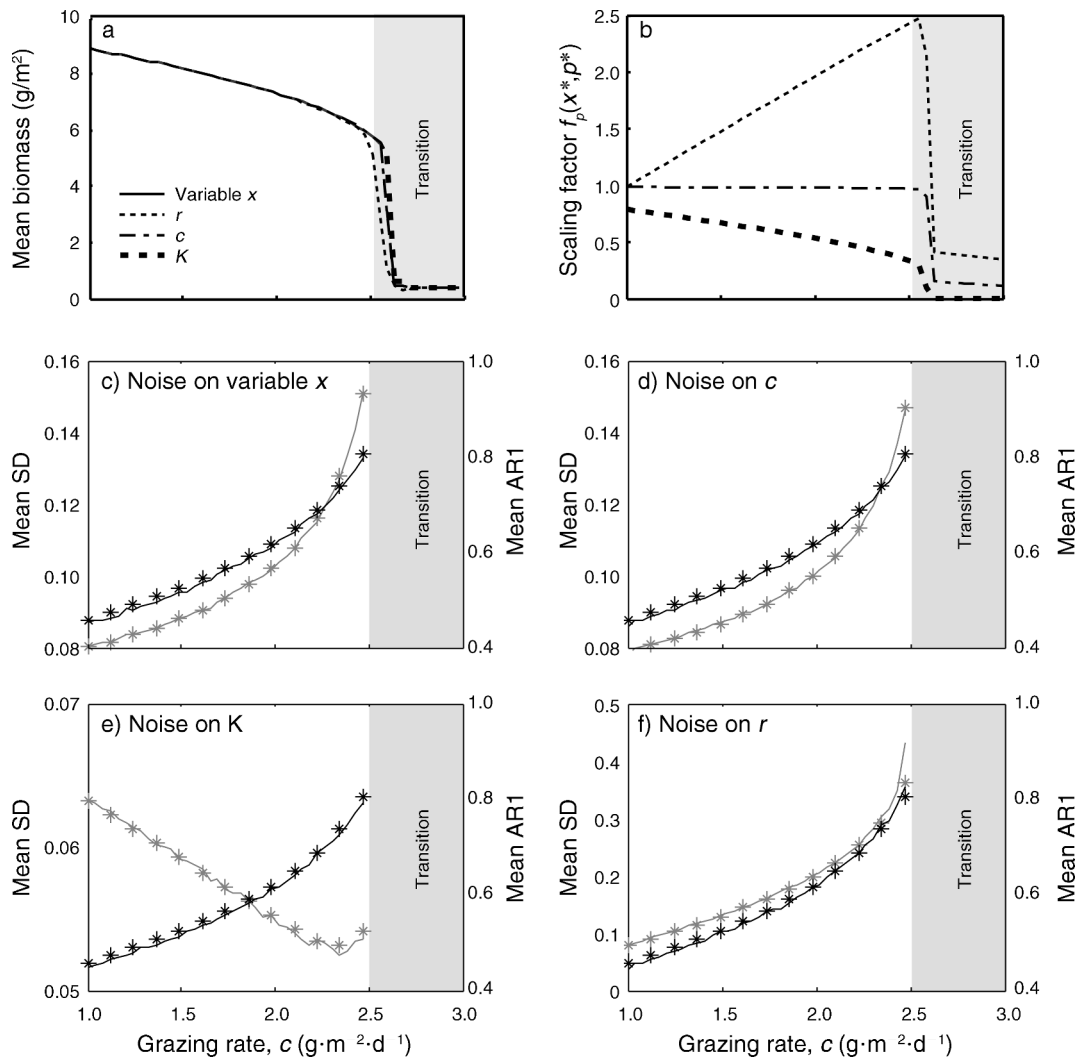 a
Mean biomass (g/m²)
10
8
6
4
2
0
Variable x
r
c
K
Transition
b
Scaling factor fp(x*,p*)
2.5
2.0
1.5
1.0
0.5
0
Transition
c) Noise on variable x
Mean SD
0.16
0.14
0.12
0.10
0.08
Mean AR1
1.0
0.8
0.6
0.4
Transition
d) Noise on c
Mean SD
0.16
0.14
0.12
0.10
0.08
Mean AR1
1.0
0.8
0.6
0.4
Transition
e) Noise on K
Mean SD
0.07
0.06
0.05
Mean AR1
1.0
0.8
0.6
0.4
Transition
1.0 1.5 2.0 2.5 3.0
Grazing rate, c (g·m ²·d ¹)
f) Noise on r
Mean SD
0.5
0.4
0.3
0.2
0.1
0
Mean AR1
1.0
0.8
0.6
0.4
Transition
1.0 1.5 2.0 2.5 3.0
Grazing rate, c (g·m ²·d ¹)